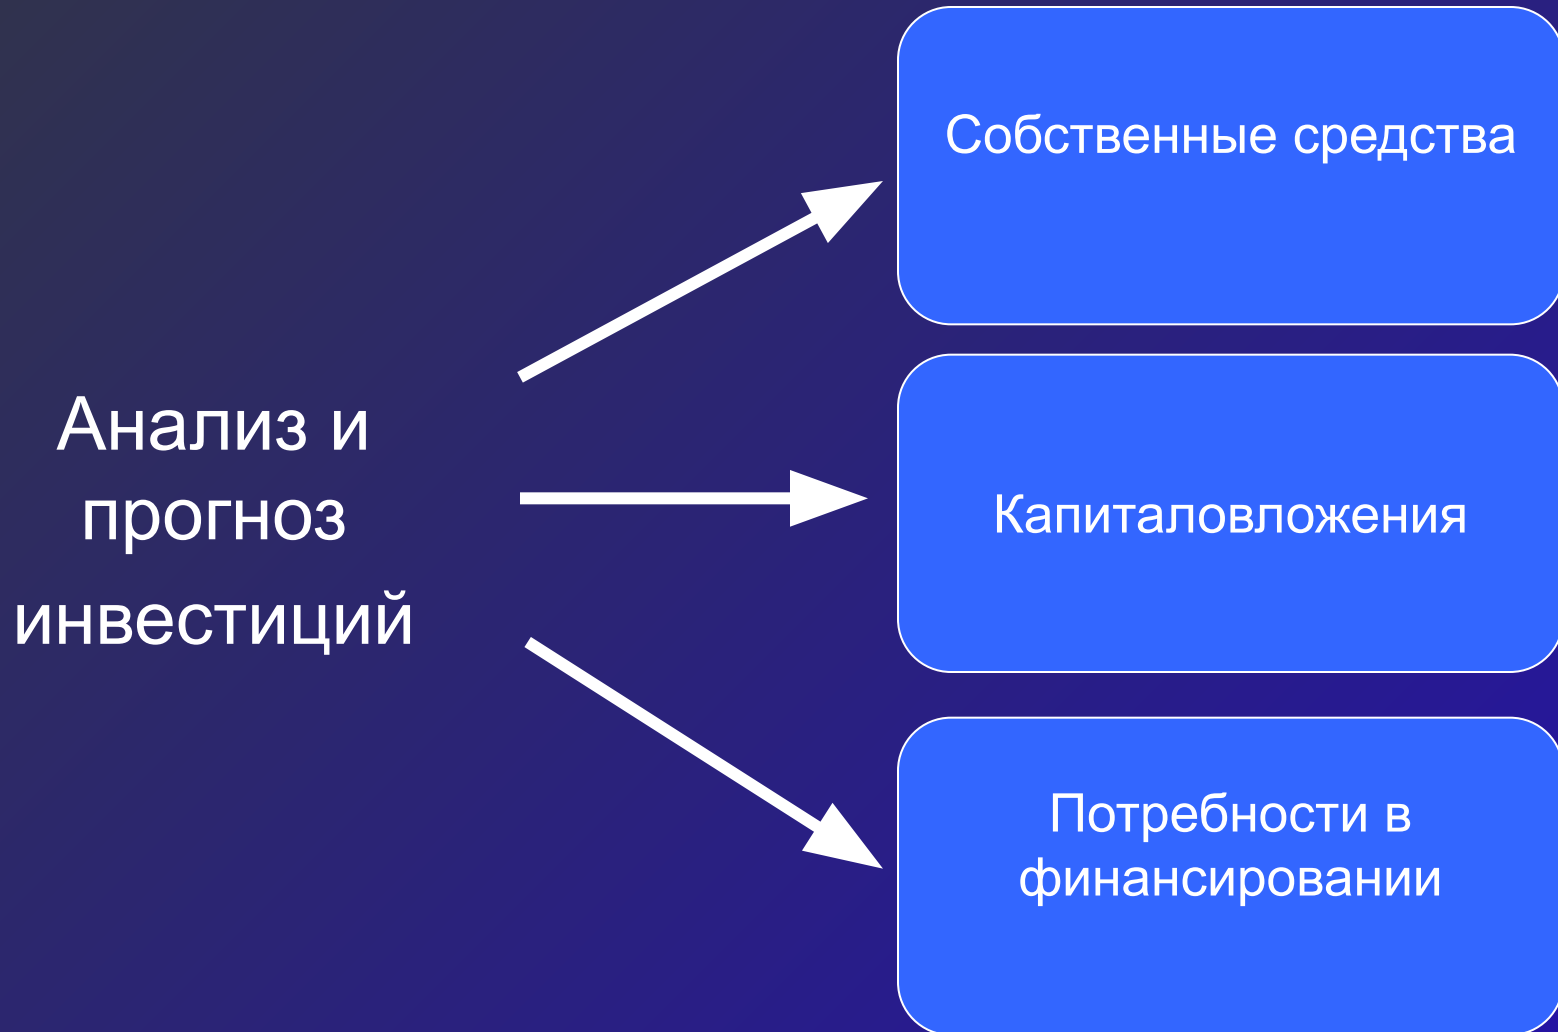 Анализ и
прогноз
инвестиций
Собственные средства
Капиталовложения
Потребности в
финансировании